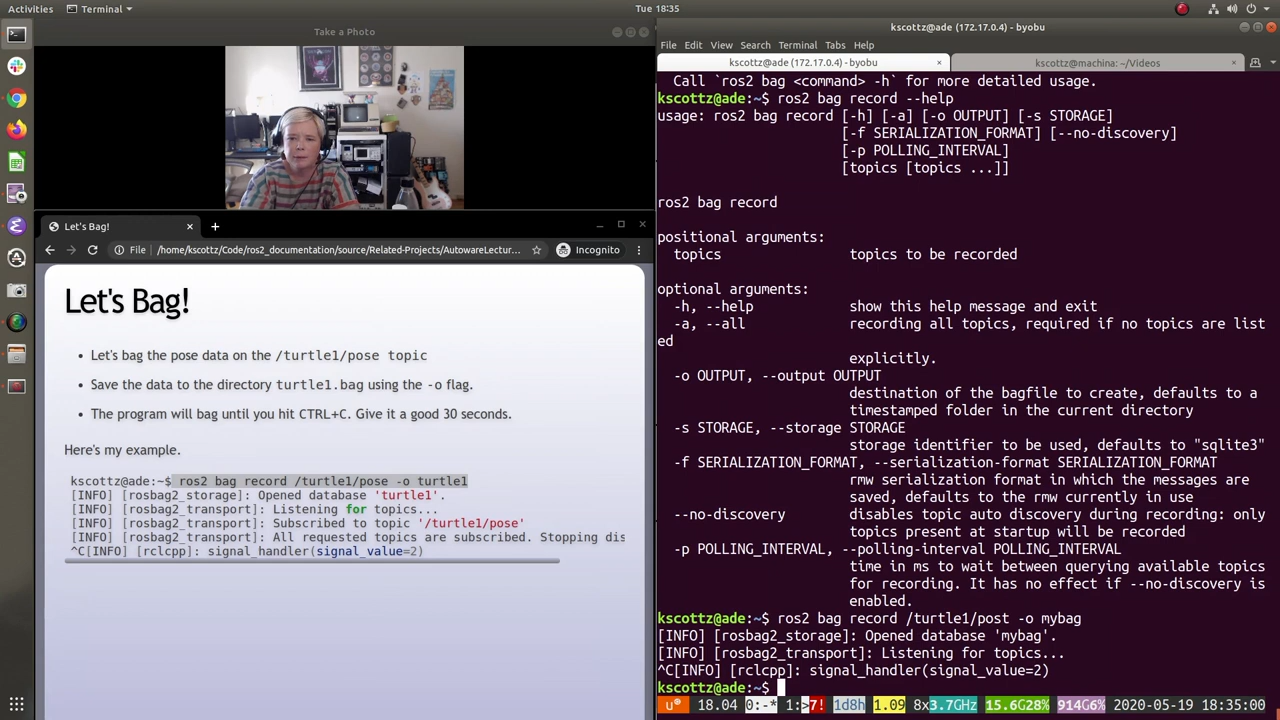 Activities
Terminal
Tue 18:35
Take a Photo
Let's Bag!
File
/home/kscottz/Code/ros2_documentation/source/Related-Projects/AutowareLectur...
Incognito
Let's Bag!
Let's bag the pose data on the /turtle1/pose topic
Save the data to the directory turtle1.bag using the -o flag.
The program will bag until you hit CTRL+C. Give it a good 30 seconds.
Here's my example.
kscottz@ade:~$ ros2 bag record /turtle1/pose -o turtle1
[INFO] [rosbag2_storage]: Opened database 'turtle1'.
[INFO] [rosbag2_transport]: Listening for topics...
[INFO] [rosbag2_transport]: Subscribed to topic '/turtle1/pose'
[INFO] [rosbag2_transport]: All requested topics are subscribed. Stopping dis
^C[INFO] [rclcpp]: signal_handler(signal_value=2)
kscottz@ade (172.17.0.4) - byobu
File Edit View Search Terminal Tabs Help
kscottz@ade (172.17.0.4) - byobu
kscottz@machina: ~/Videos
Call `ros2 bag <command> -h` for more detailed usage.
kscottz@ade:~$ ros2 bag record --help
usage: ros2 bag record [-h] [-a] [-o OUTPUT] [-s STORAGE]
[-f SERIALIZATION_FORMAT] [--no-discovery]
[-p POLLING_INTERVAL]
[topics [topics ...]]
ros2 bag record
positional arguments:
topics topics to be recorded
optional arguments:
-h, --help show this help message and exit
-a, --all recording all topics, required if no topics are list
ed
explicitly.
-o OUTPUT, --output OUTPUT
destination of the bagfile to create, defaults to a
timestamped folder in the current directory
-s STORAGE, --storage STORAGE
storage identifier to be used, defaults to "sqlite3"
-f SERIALIZATION_FORMAT, --serialization-format SERIALIZATION_FORMAT
rmw serialization format in which the messages are
saved, defaults to the rmw currently in use
--no-discovery disables topic auto discovery during recording: only
topics present at startup will be recorded
-p POLLING_INTERVAL, --polling-interval POLLING_INTERVAL
time in ms to wait between querying available topics
for recording. It has no effect if --no-discovery is
enabled.
kscottz@ade:~$ ros2 bag record /turtle1/post -o mybag
[INFO] [rosbag2_storage]: Opened database 'mybag'.
[INFO] [rosbag2_transport]: Listening for topics...
^C[INFO] [rclcpp]: signal_handler(signal_value=2)
kscottz@ade:~$
u 18.04 0:-* 1:>7! 1d8h 1.09 8x3.7GHz 15.6G28% 914G6% 2020-05-19 18:35:00